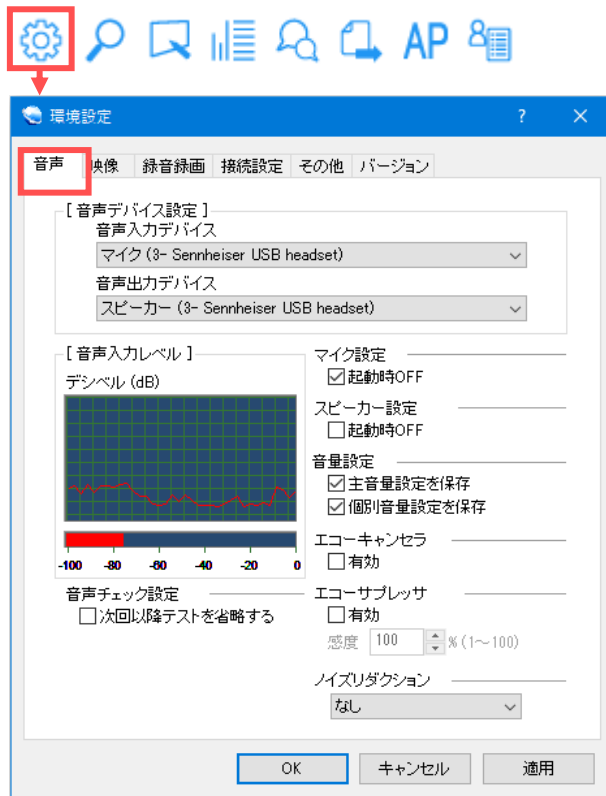 AP
環境設定
?
音声 映像 録音録画 接続設定 その他 バージョン
[ 音声デバイス設定 ]
音声入力デバイス
マイク (3- Sennheiser USB headset)
音声出力デバイス
スピーカー (3- Sennheiser USB headset)
[ 音声入力レベル ]
デシベル (dB)
-100 -80 -60 -40 -20 0
音声チェック設定
次回以降テストを省略する
マイク設定
起動時OFF
スピーカー設定
起動時OFF
音量設定
主音量設定を保存
個別音量設定を保存
エコーキャンセラ
有効
エコーサプレッサ
有効
感度 100 % (1～100)
ノイズリダクション
なし
OK キャンセル 適用